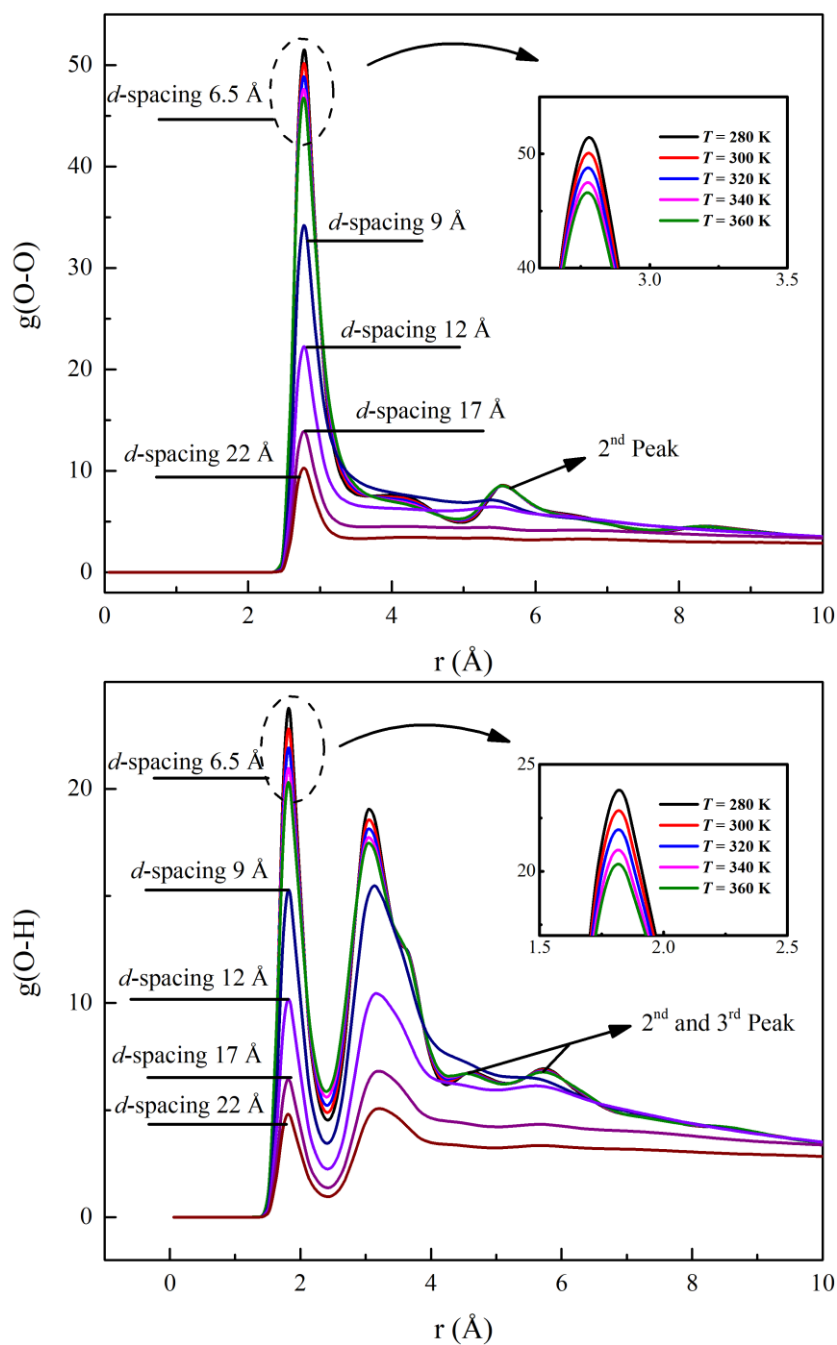 50
40
30
20
10
0
g(O-O)
d-spacing 6.5 Å
d-spacing 9 Å
d-spacing 12 Å
d-spacing 17 Å
d-spacing 22 Å
2nd Peak
50
40
3.0
3.5
T = 280 K
T = 300 K
T = 320 K
T = 340 K
T = 360 K
0
2
4
6
8
10
r (Å)
20
10
0
g(O-H)
d-spacing 6.5 Å
d-spacing 9 Å
d-spacing 12 Å
d-spacing 17 Å
d-spacing 22 Å
2nd and 3rd Peak
25
20
1.5
2.0
2.5
T = 280 K
T = 300 K
T = 320 K
T = 340 K
T = 360 K
0
2
4
6
8
10
r (Å)